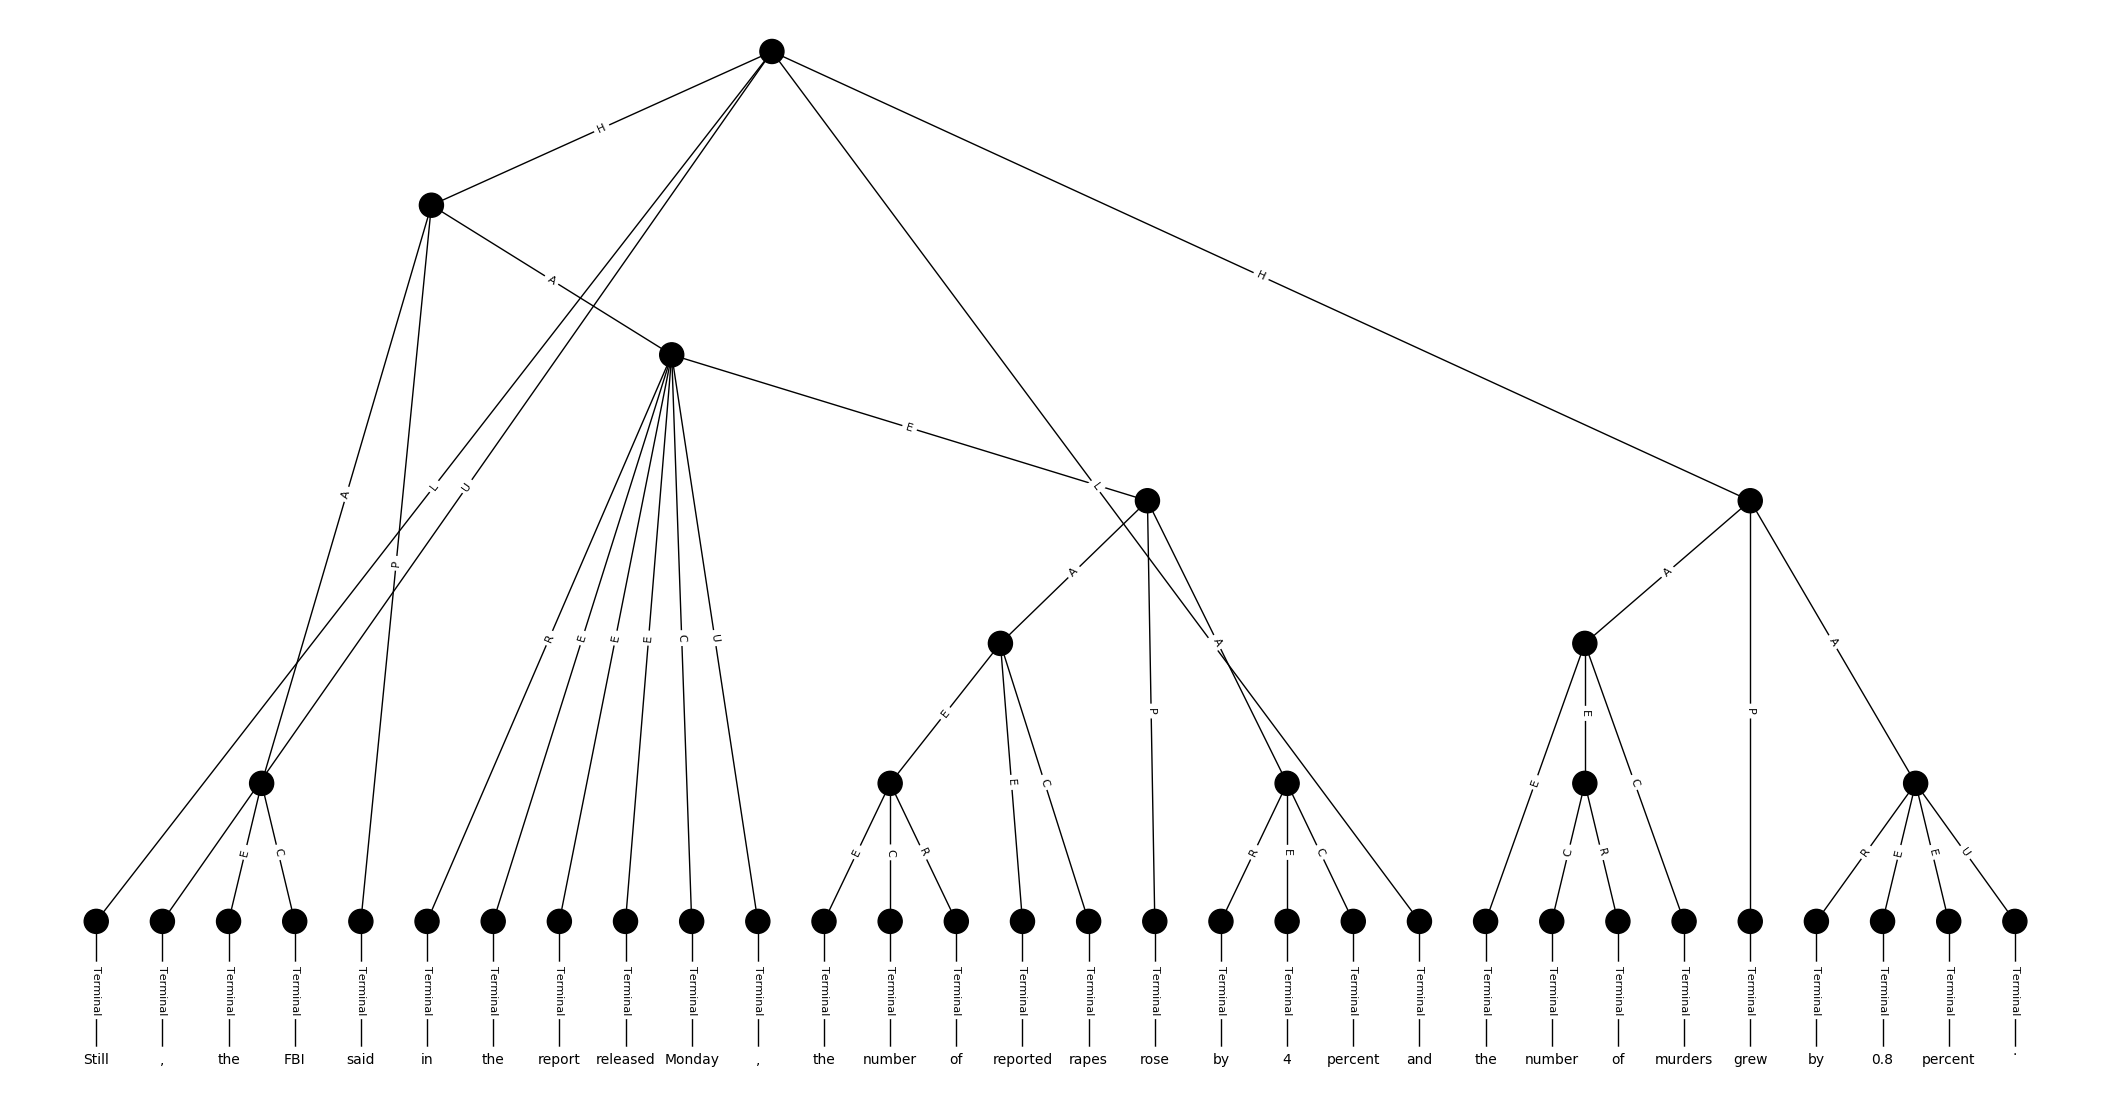 H
A
H
E
A
L
U
L
P
A A
R E E E C U A A
E E P E P
E C E C
E C E C R R E C C R R E E U
Terminal Terminal Terminal Terminal Terminal Terminal Terminal Terminal Terminal Terminal Terminal Terminal Terminal Terminal Terminal Terminal Terminal Terminal Terminal Terminal Terminal Terminal Terminal Terminal Terminal Terminal Terminal Terminal Terminal Terminal
Still , the FBI said in the report released Monday , the number of reported rapes rose by 4 percent and the number of murders grew by 0.8 percent .